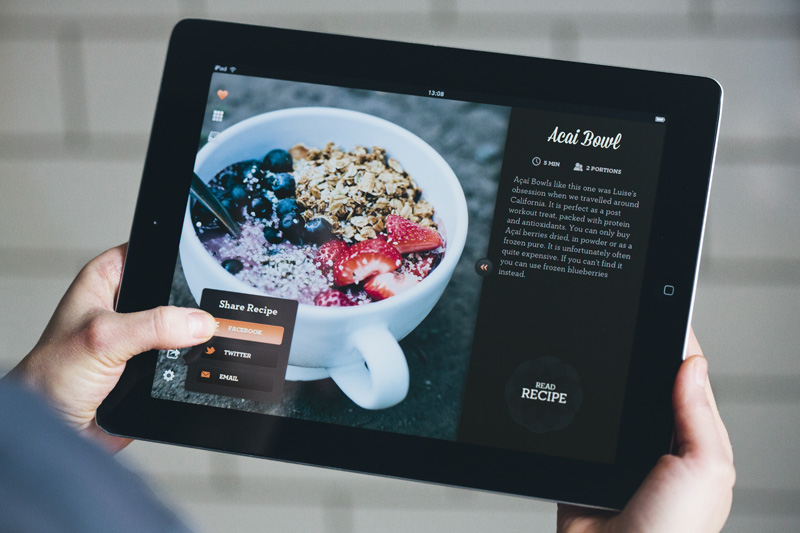 iPad
13:08
Acai Bowl
5 MIN
2 PORTIONS
Açaí Bowls like this one was Luise's
obsession when we travelled around
California. It is perfect as a post
workout treat, packed with protein
and antioxidants. You can only buy
Açaí berries dried, in powder or as a
frozen pure. It is unfortunately often
quite expensive. If you can't find it
you can use frozen blueberries
instead.
Share Recipe
FACEBOOK
TWITTER
EMAIL
READ
RECIPE